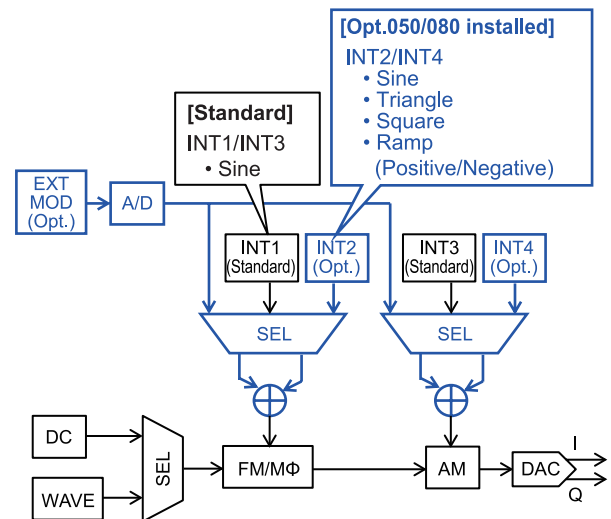 [Opt.050/080 installed]
INT2/INT4
• Sine
• Triangle
• Square
• Ramp
(Positive/Negative)
[Standard]
INT1/INT3
• Sine
EXT
MOD
(Opt.)
A/D
INT1
(Standard)
INT2
(Opt.)
INT3
(Standard)
INT4
(Opt.)
SEL
SEL
DC
WAVE
SEL
FM/MΦ
AM
DAC
I
Q